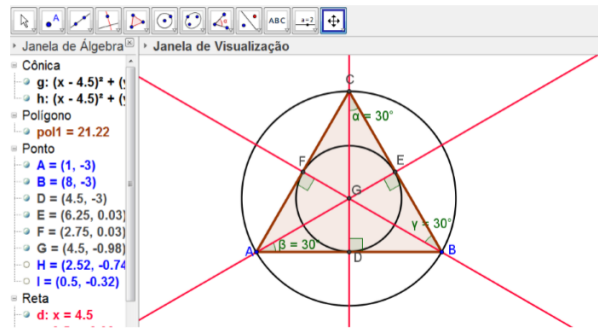 ABC
a=2
Janela de Álgebra
Janela de Visualização
Cônica
g: (x - 4.5)² + (
h: (x - 4.5)² + (
Polígono
pol1 = 21.22
Ponto
A = (1, -3)
B = (8, -3)
D = (4.5, -3)
E = (6.25, 0.03)
F = (2.75, 0.03)
G = (4.5, -0.98)
H = (2.52, -0.74
I = (0.5, -0.32)
Reta
d: x = 4.5
C
α = 30°
F
E
G
γ = 30°
A
β = 30°
D
B